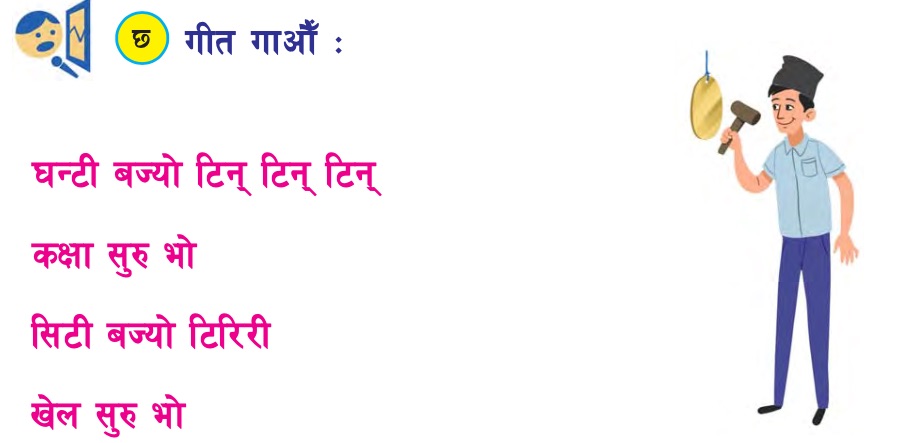 छ गीत गाऔँ :
घन्टी बज्यो टिन् टिन् टिन्
कक्षा सुरु भो
सिटी बज्यो टिरिरी
खेल सुरु भो